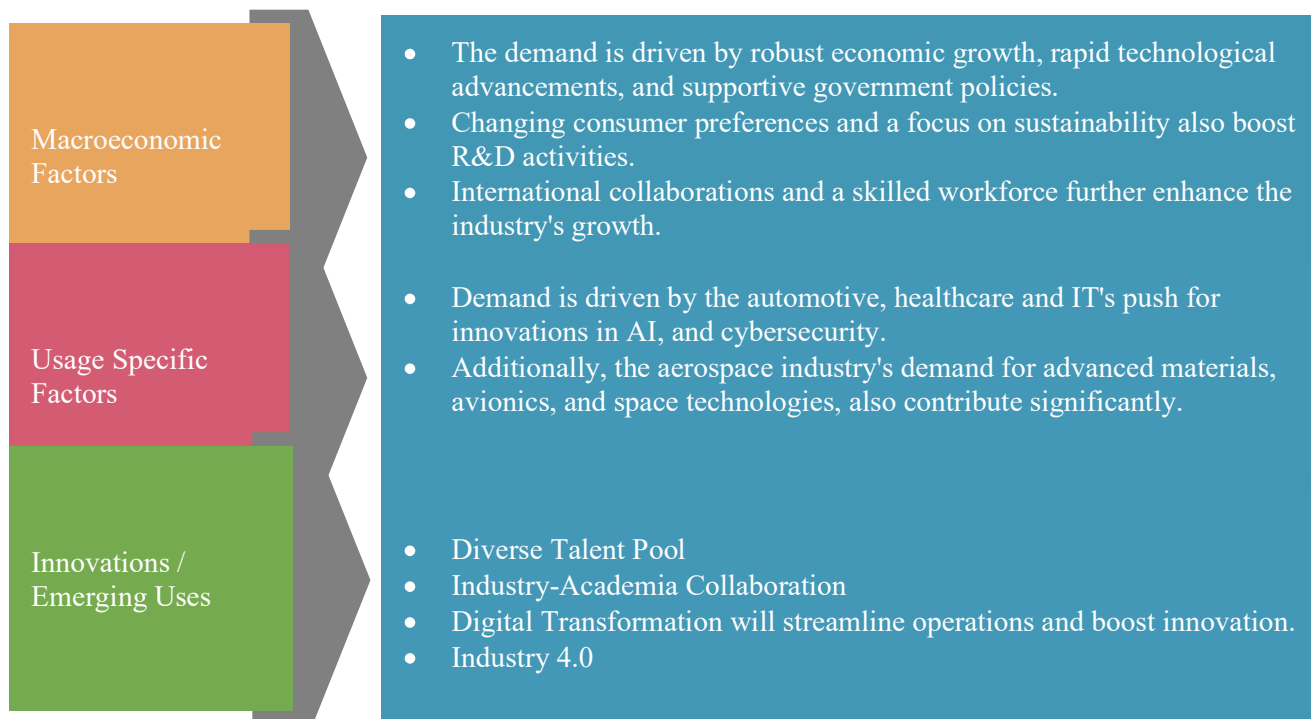 Macroeconomic
Factors
• The demand is driven by robust economic growth, rapid technological
advancements, and supportive government policies.
• Changing consumer preferences and a focus on sustainability also boost
R&D activities.
• International collaborations and a skilled workforce further enhance the
industry's growth.
Usage Specific
Factors
• Demand is driven by the automotive, healthcare and IT's push for
innovations in AI, and cybersecurity.
• Additionally, the aerospace industry's demand for advanced materials,
avionics, and space technologies, also contribute significantly.
Innovations /
Emerging Uses
• Diverse Talent Pool
• Industry-Academia Collaboration
• Digital Transformation will streamline operations and boost innovation.
• Industry 4.0